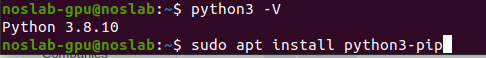 noslab-gpu@noslab:~$ python3 -V
Python 3.8.10
noslab-gpu@noslab:~$ sudo apt install python3-pip